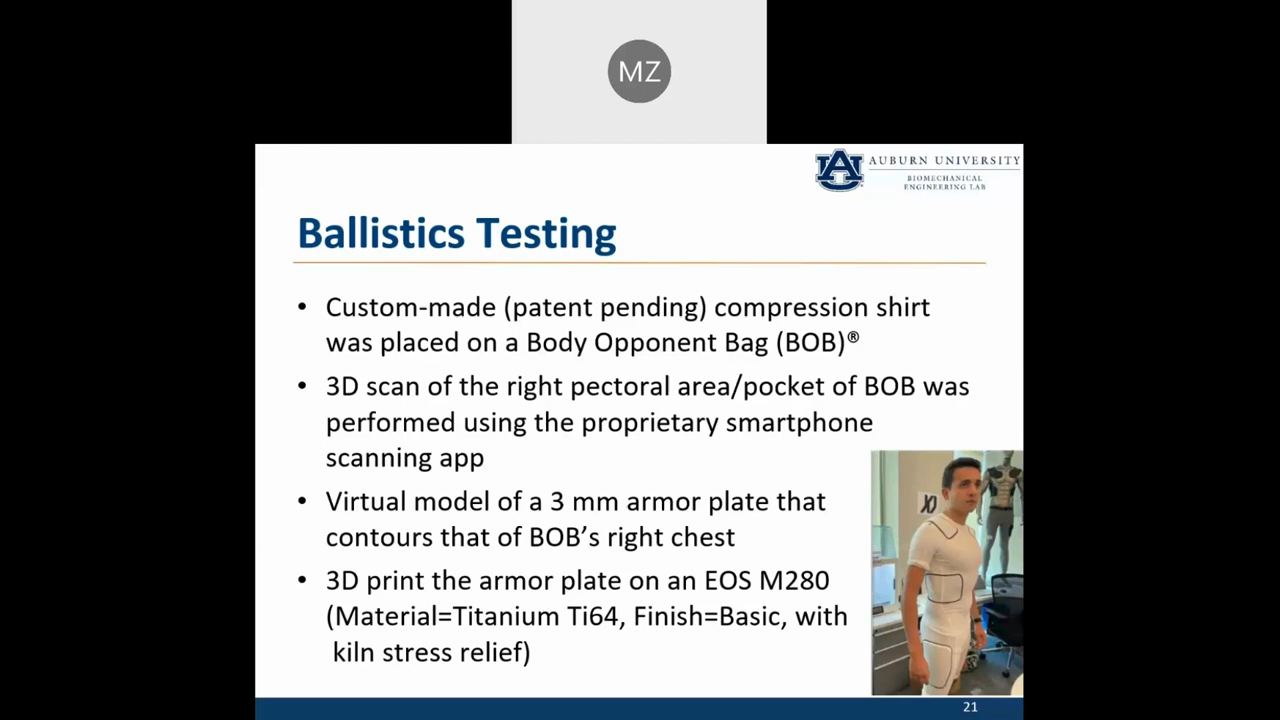 MZ
AUBURN UNIVERSITY
BIOMECHANICAL
ENGINEERING LAB
Ballistics Testing
• Custom-made (patent pending) compression shirt
was placed on a Body Opponent Bag (BOB)®
• 3D scan of the right pectoral area/pocket of BOB was
performed using the proprietary smartphone
scanning app
• Virtual model of a 3 mm armor plate that
contours that of BOB’s right chest
• 3D print the armor plate on an EOS M280
(Material=Titanium Ti64, Finish=Basic, with
kiln stress relief)
21